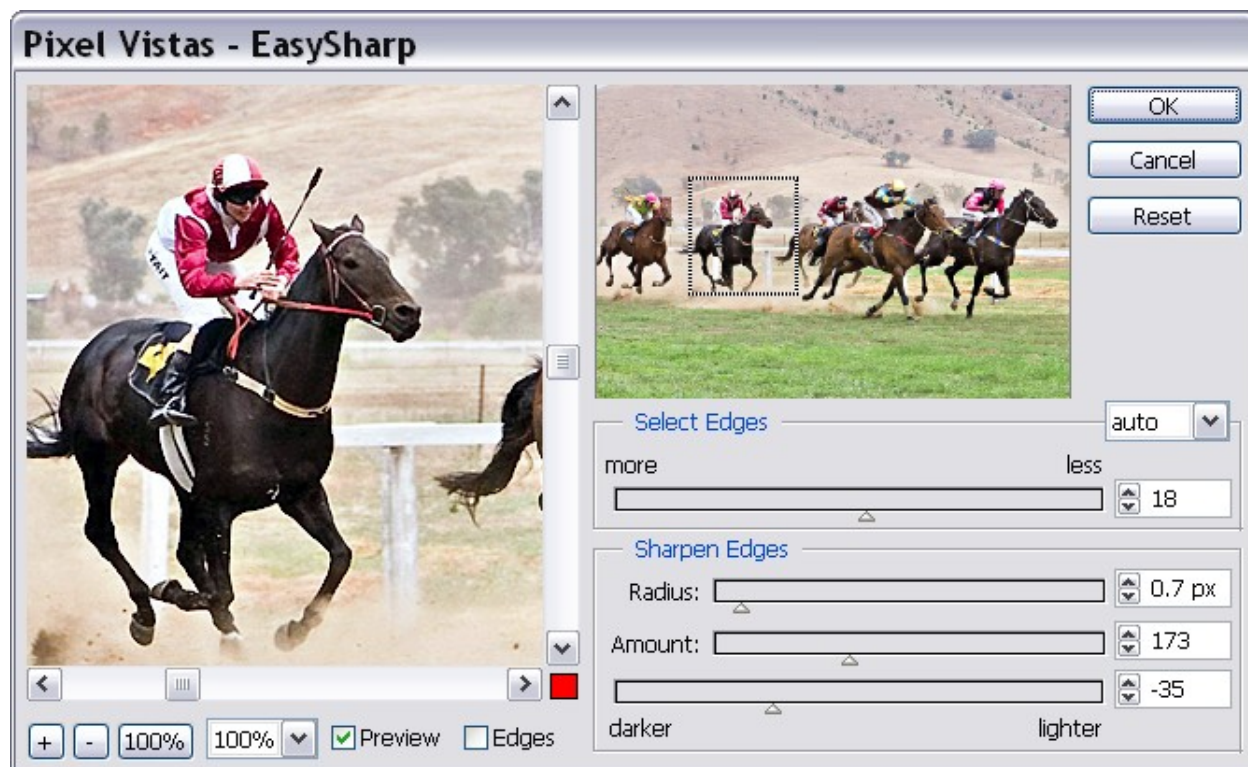 Pixel Vistas - EasySharp
OK
Cancel
Reset
TAIT
Select Edges
auto
more less
18
Sharpen Edges
Radius: 0.7 px
Amount: 173
-35
darker lighter
+ - 100% 100% Preview Edges